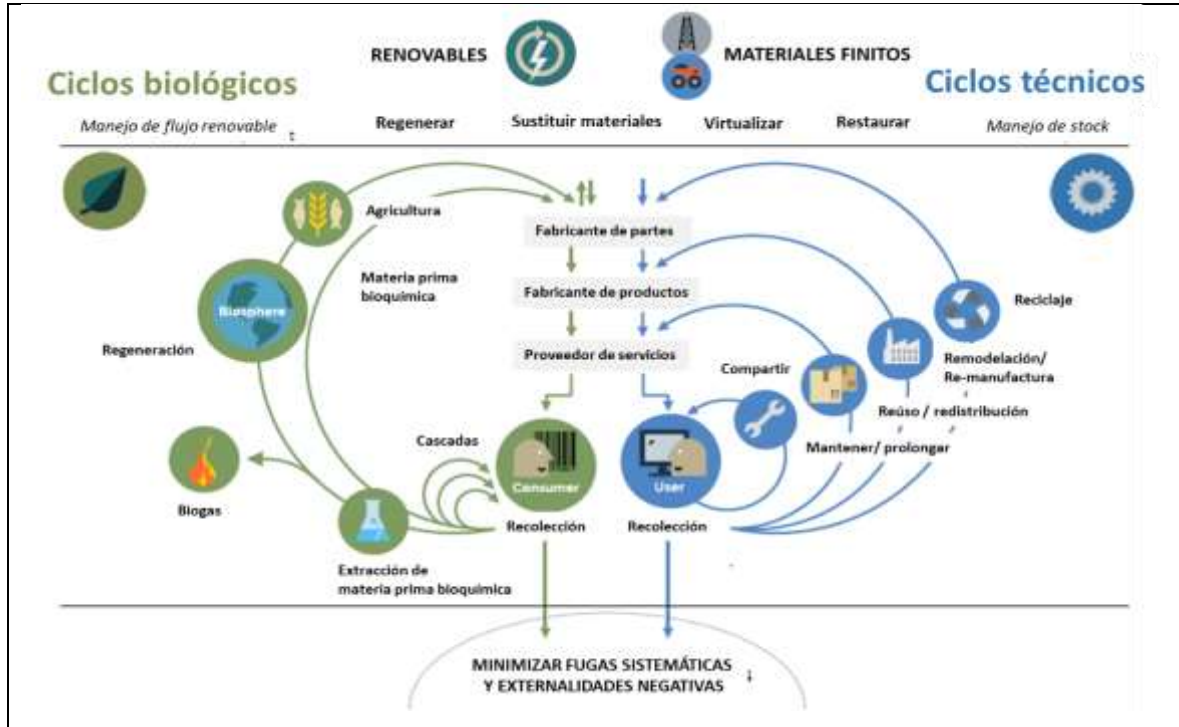 RENOVABLES
MATERIALES FINITOS
Ciclos biológicos
Ciclos técnicos
Manejo de flujo renovable
Regenerar
Sustituir materiales
Virtualizar
Restaurar
Manejo de stock
Agricultura
Fabricante de partes
Materia prima
bioquímica
Fabricante de productos
Reciclaje
Biosphere
Regeneración
Proveedor de servicios
Compartir
Remodelación/
Re-manufactura
Reúso / redistribución
Cascadas
Mantener/ prolongar
Consumer
User
Biogas
Recolección
Recolección
Extracción de
materia prima bioquímica
MINIMIZAR FUGAS SISTEMÁTICAS
Y EXTERNALIDADES NEGATIVAS